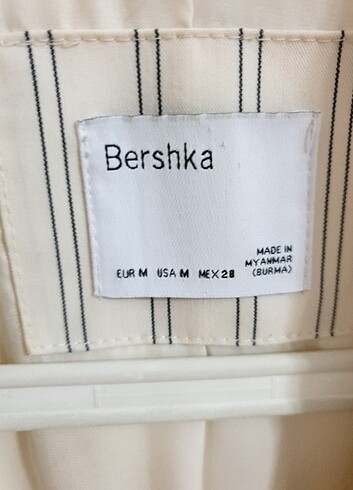 Bershka
EUR M USA M MEX 28
MADE IN
MYANMAR
(BURMA)